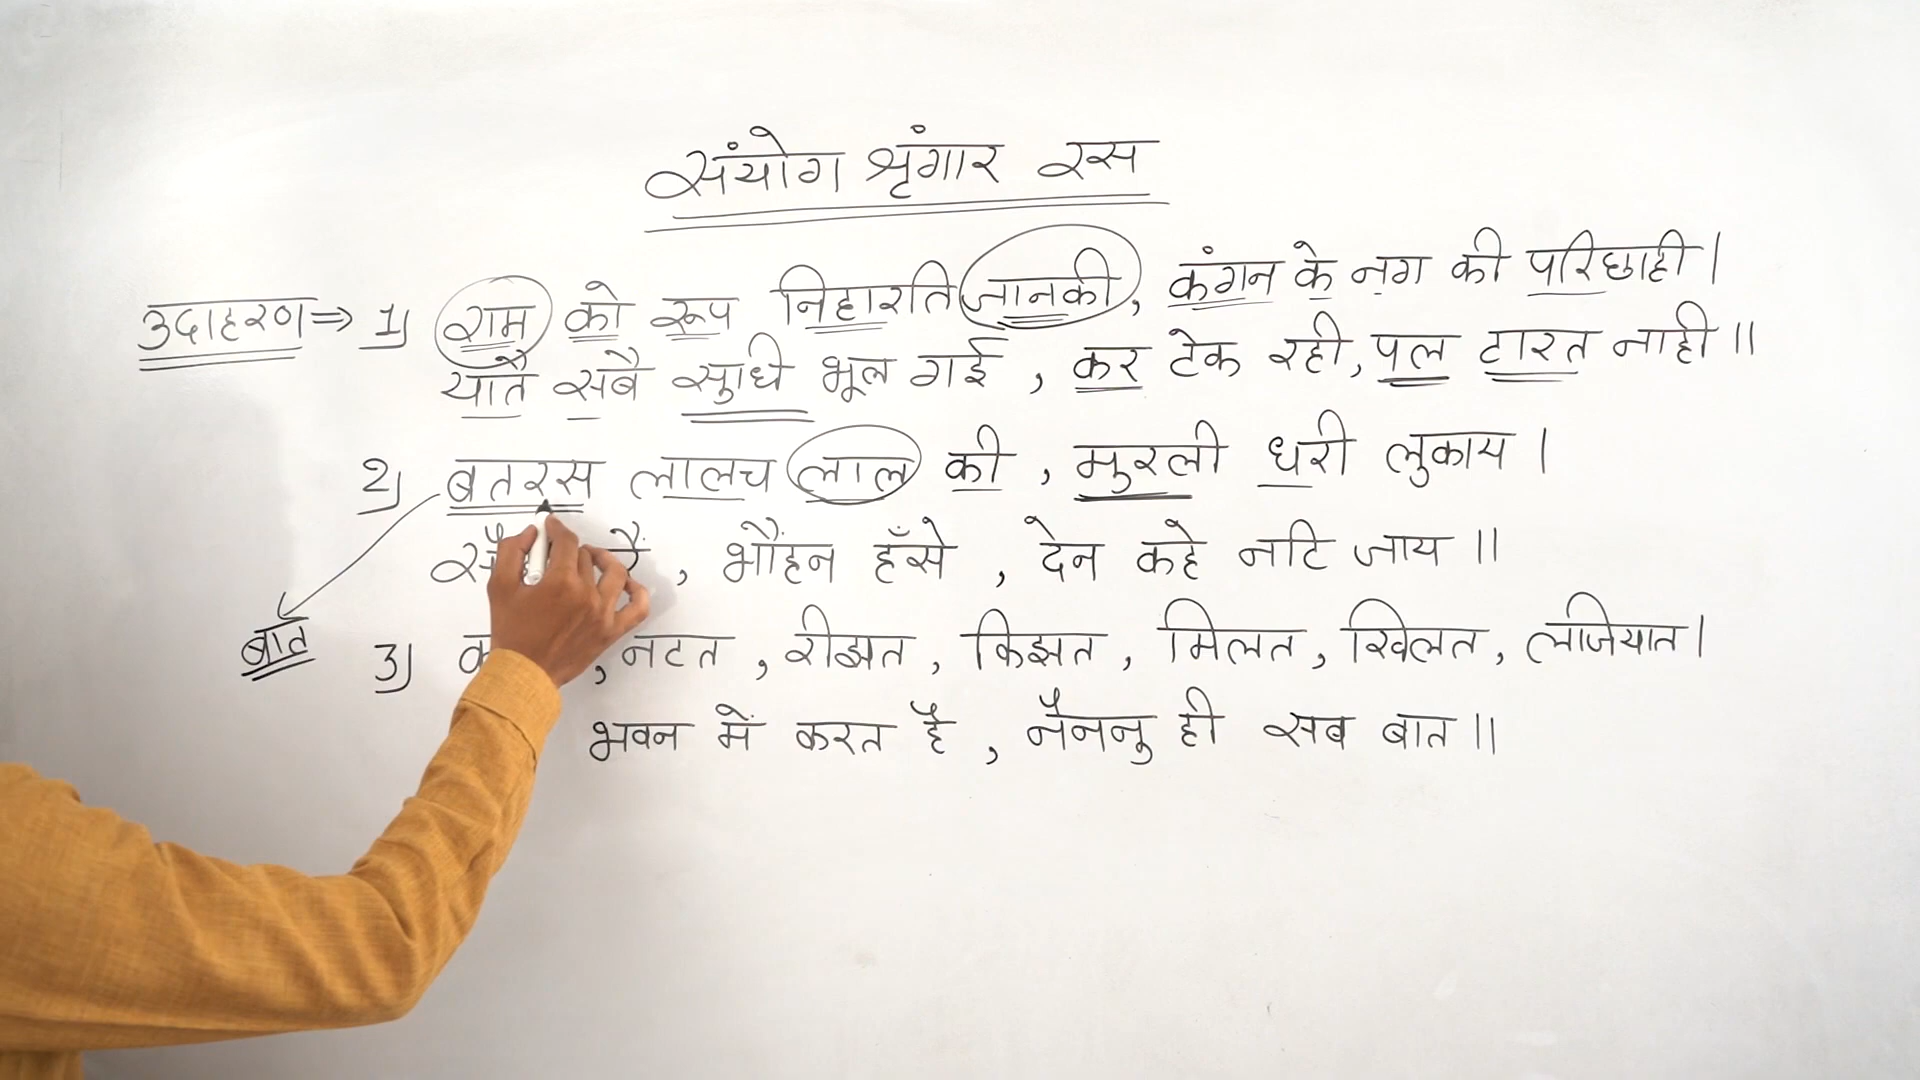 संयोग श्रृंगार रस
उदाहरण ⇒ 1) राम को रूप निहारति जानकी, कंगन के नग की परिछाही।
यातै सबै सुधि भूल गई, कर टेक रही, पल टारत नाही॥
2) बतरस लालच लाल की, मुरली धरी लुकाय।
, भौंहन हँसे, देन कहे नटि जाय॥
बातें
3) , नटत, रीझत, किझत, मिलत, खिलत, लजियात।
भवन में करत है, नैननु ही सब बात॥